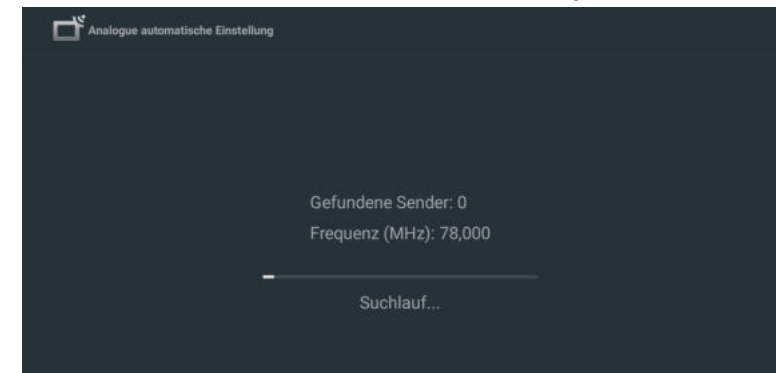 Analogue automatische Einstellung
Gefundene Sender: 0
Frequenz (MHz): 78,000
Suchlauf...